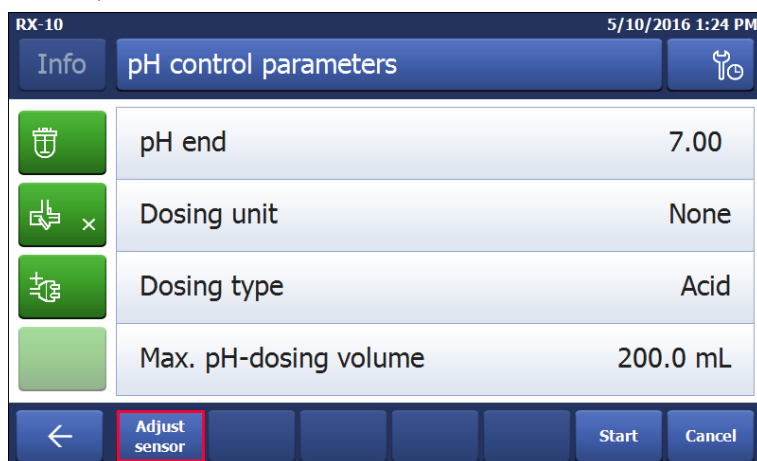 RX-10 5/10/2016 1:24 PM
Info pH control parameters
pH end 7.00
Dosing unit None
Dosing type Acid
Max. pH-dosing volume 200.0 mL
Adjust
sensor
Start Cancel